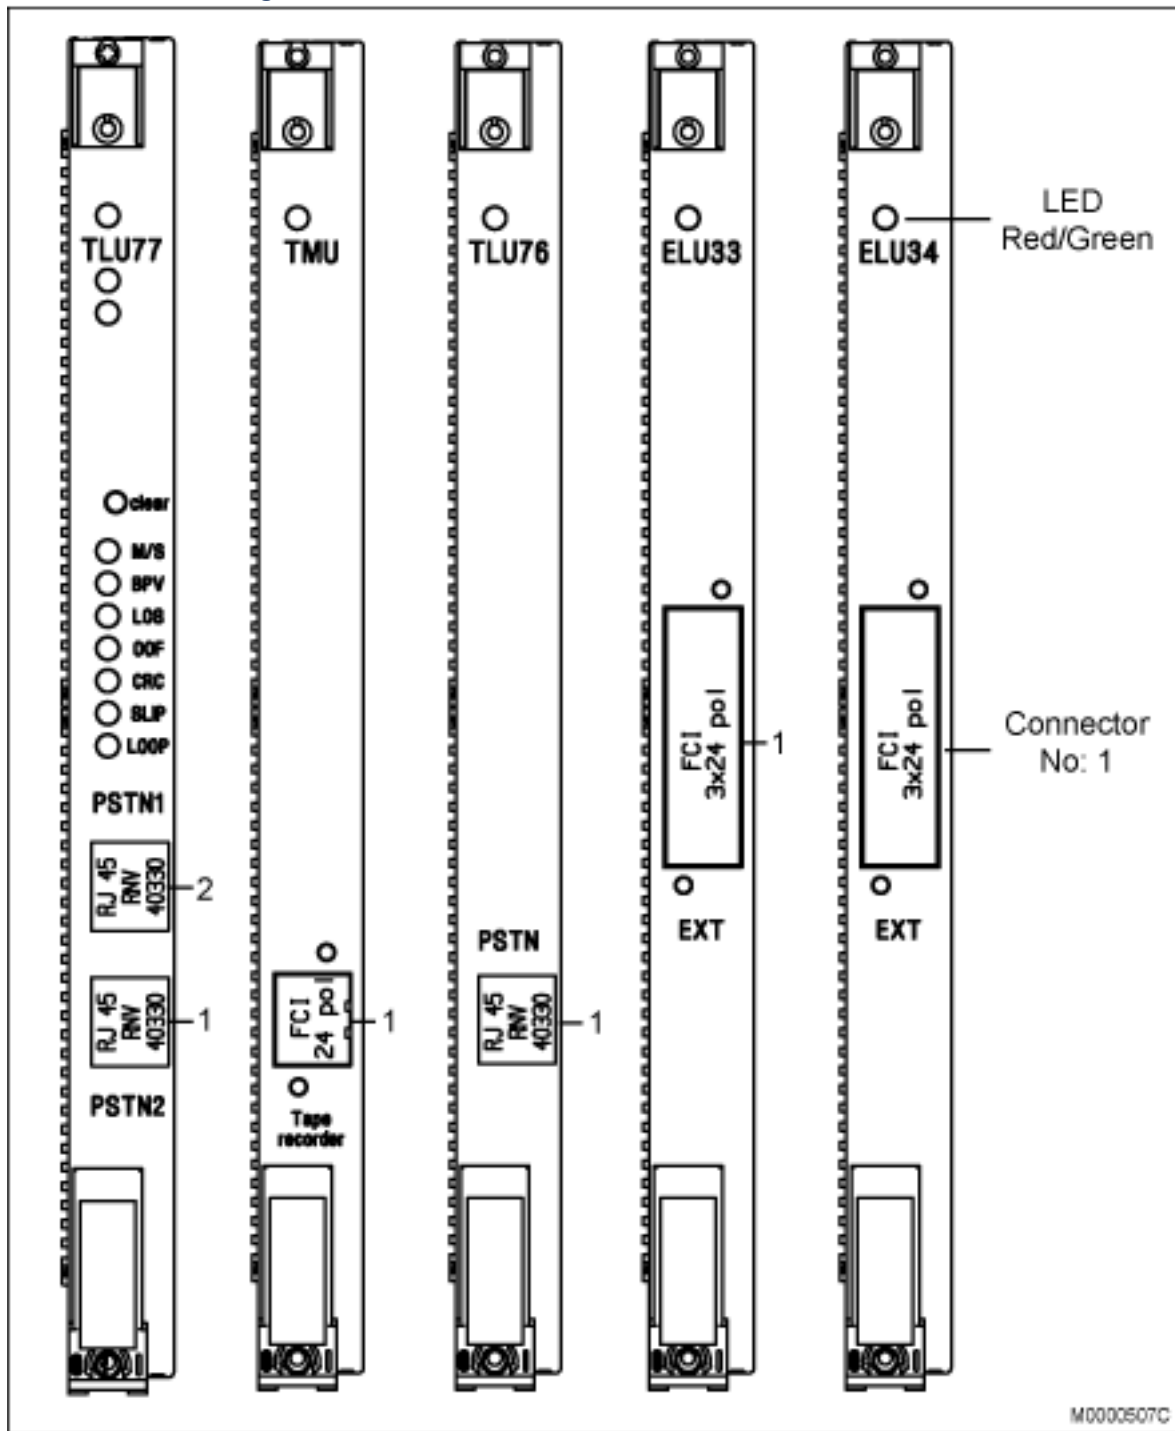 TLU77
TMU
TLU76
ELU33
ELU34
LED
Red/Green
clear
M/S
BPV
LOS
OOF
CRC
SLIP
LOOP
PSTN1
RJ 45
RNV
40330
2
RJ 45
RNV
40330
1
PSTN2
FCI
24 pol
1
Tape
recorder
PSTN
RJ 45
RNV
40330
1
FCI
3x24 pol
1
EXT
FCI
3x24 pol
Connector
No: 1
EXT
M0000507C